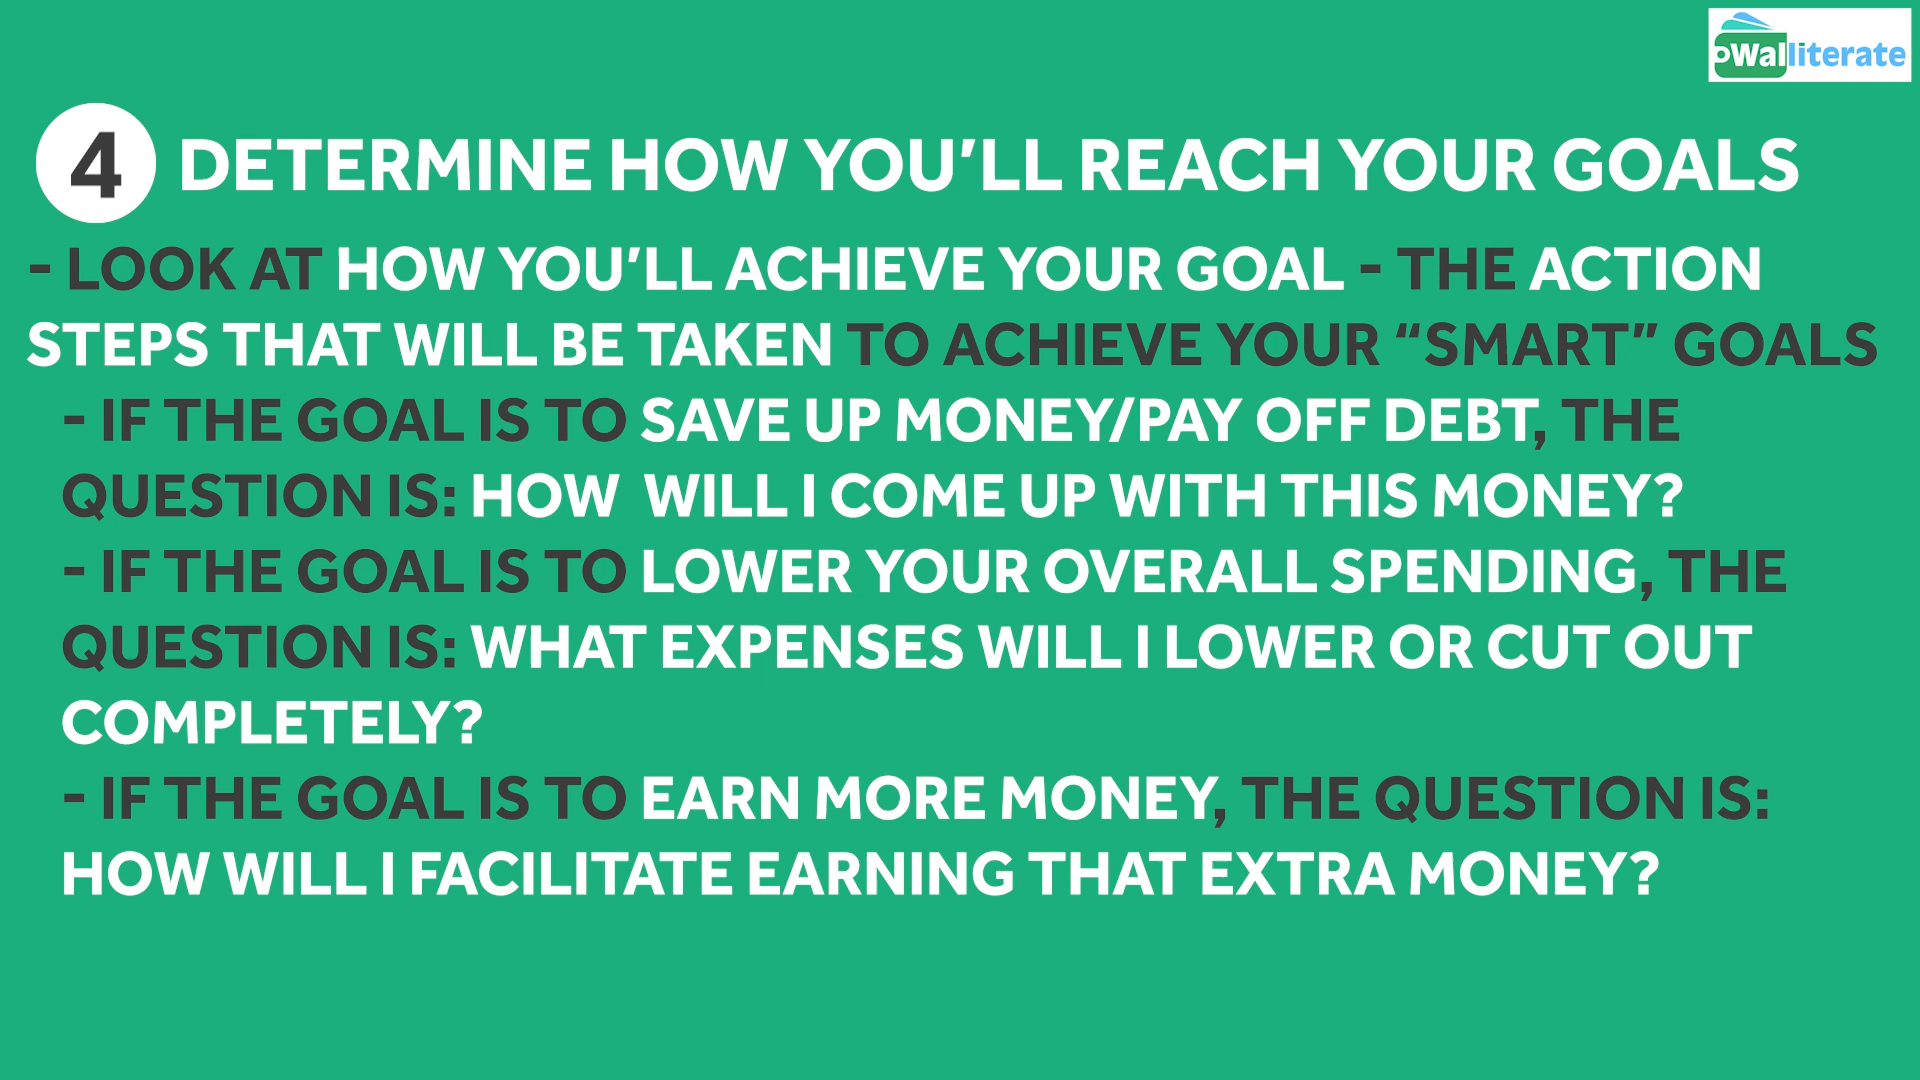 oWalliterate
4 DETERMINE HOW YOU'LL REACH YOUR GOALS
- LOOK AT HOW YOU'LL ACHIEVE YOUR GOAL - THE ACTION
STEPS THAT WILL BE TAKEN TO ACHIEVE YOUR “SMART” GOALS
- IF THE GOAL IS TO SAVE UP MONEY/PAY OFF DEBT, THE
QUESTION IS: HOW  WILL I COME UP WITH THIS MONEY?
- IF THE GOAL IS TO LOWER YOUR OVERALL SPENDING, THE
QUESTION IS: WHAT EXPENSES WILL I LOWER OR CUT OUT
COMPLETELY?
- IF THE GOAL IS TO EARN MORE MONEY, THE QUESTION IS:
HOW WILL I FACILITATE EARNING THAT EXTRA MONEY?